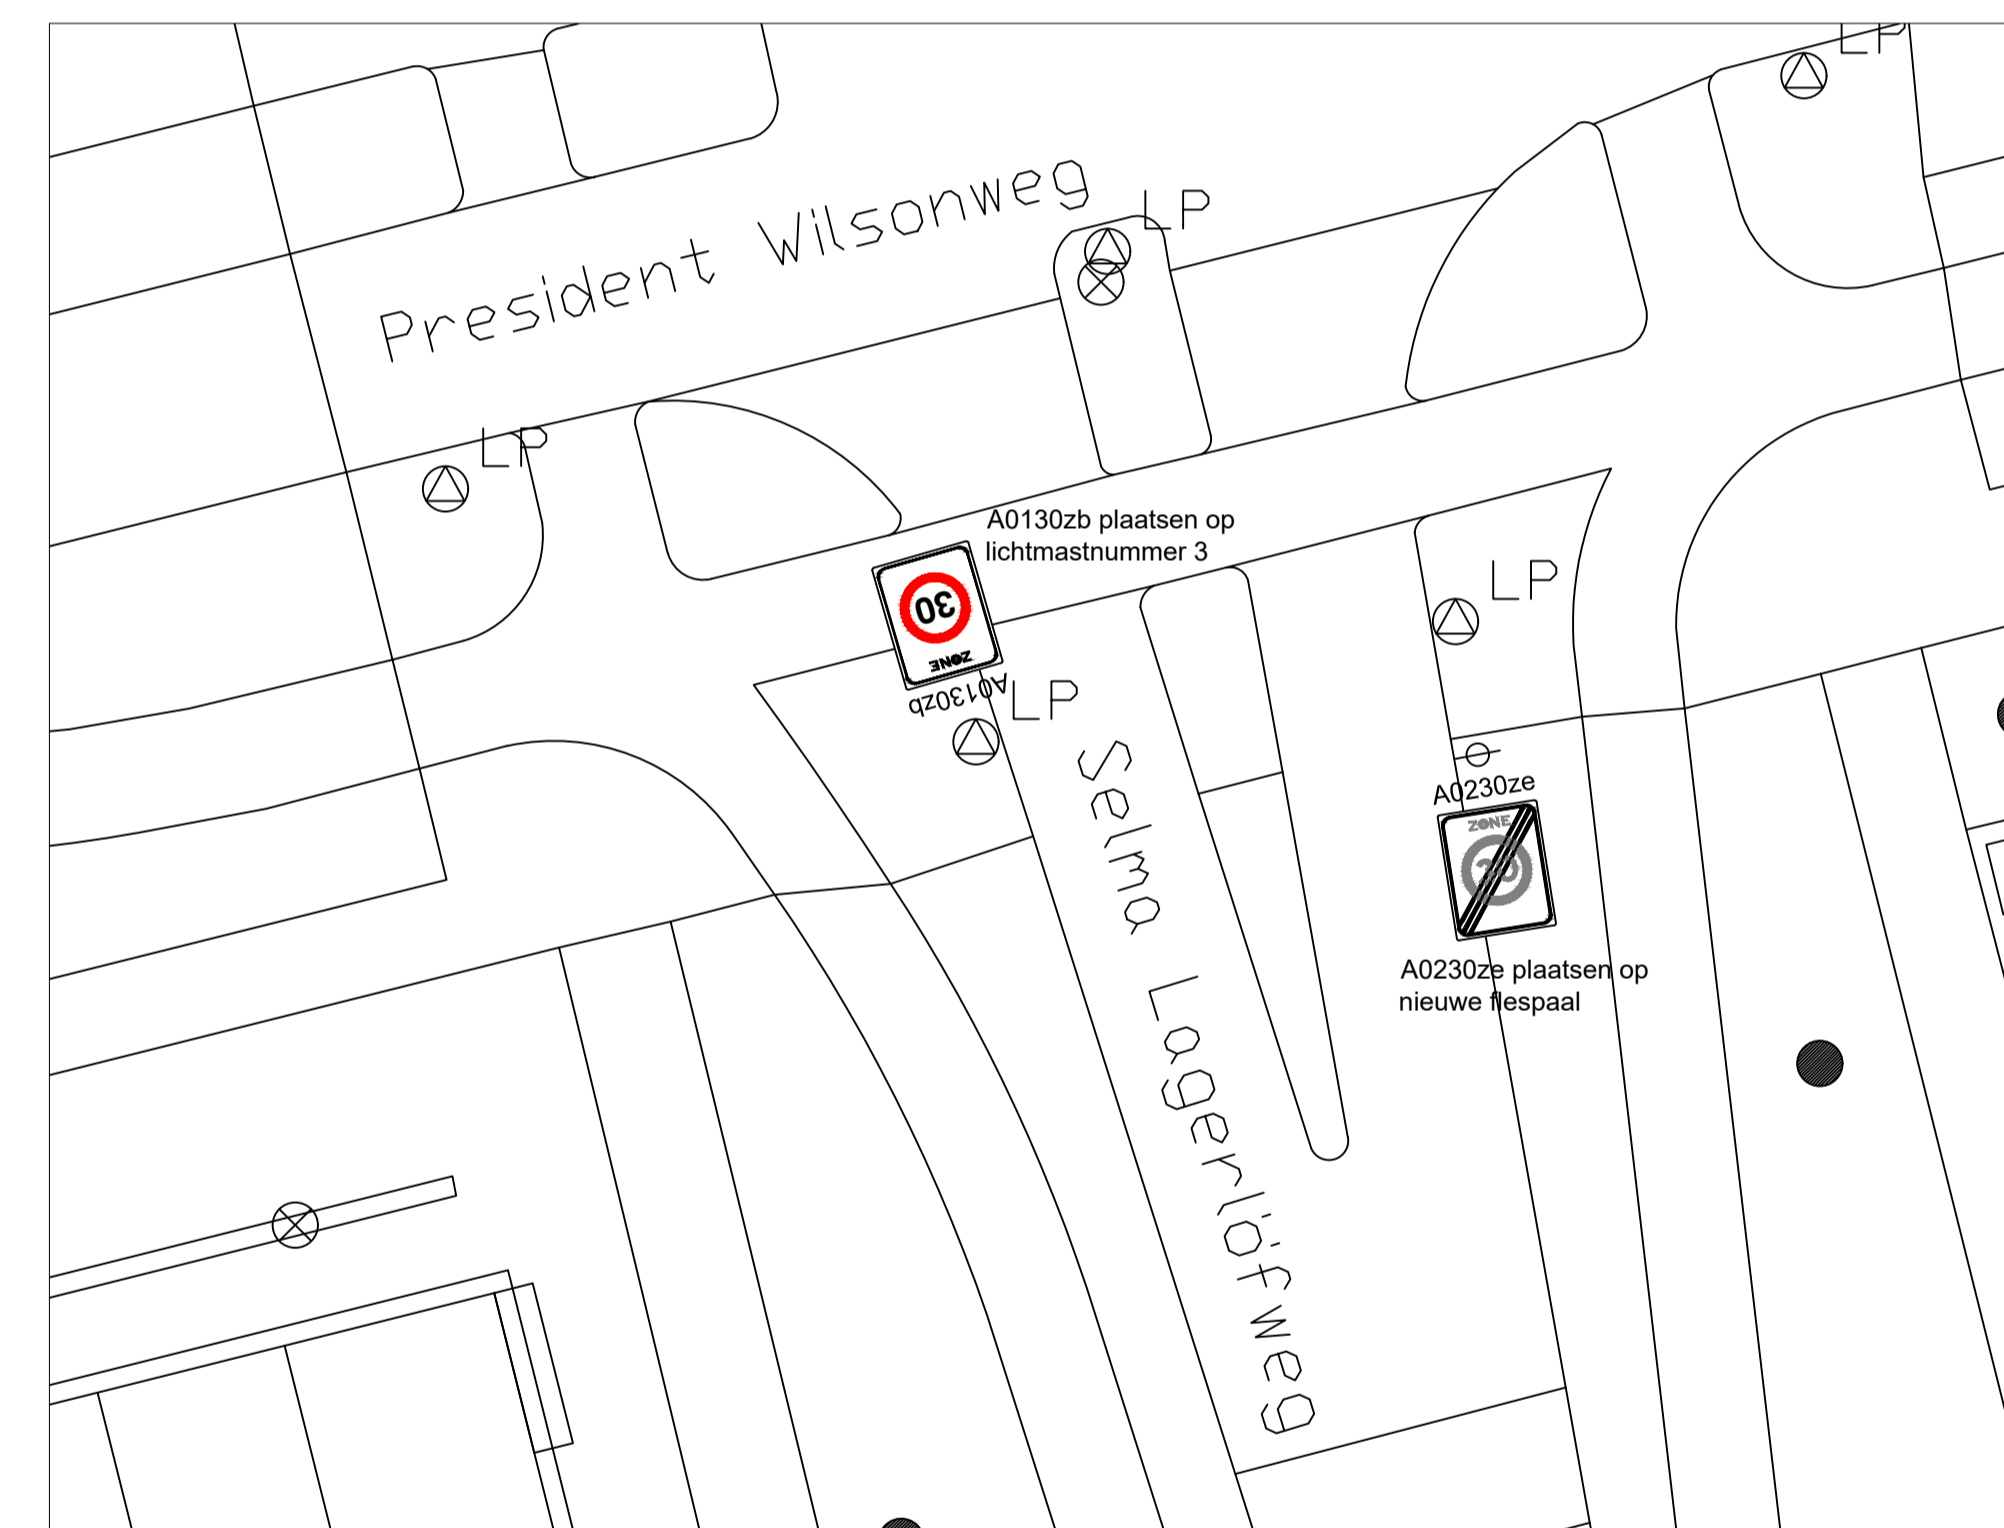 LP
President Wilsonweg
LP
LP
A0130zb plaatsen op
lichtmastnummer 3
30
ZONE
A0130zb
LP
LP
Selma Lagerlöfweg
A0230ze
ZONE
30
A0230ze plaatsen op
nieuwe flespaal